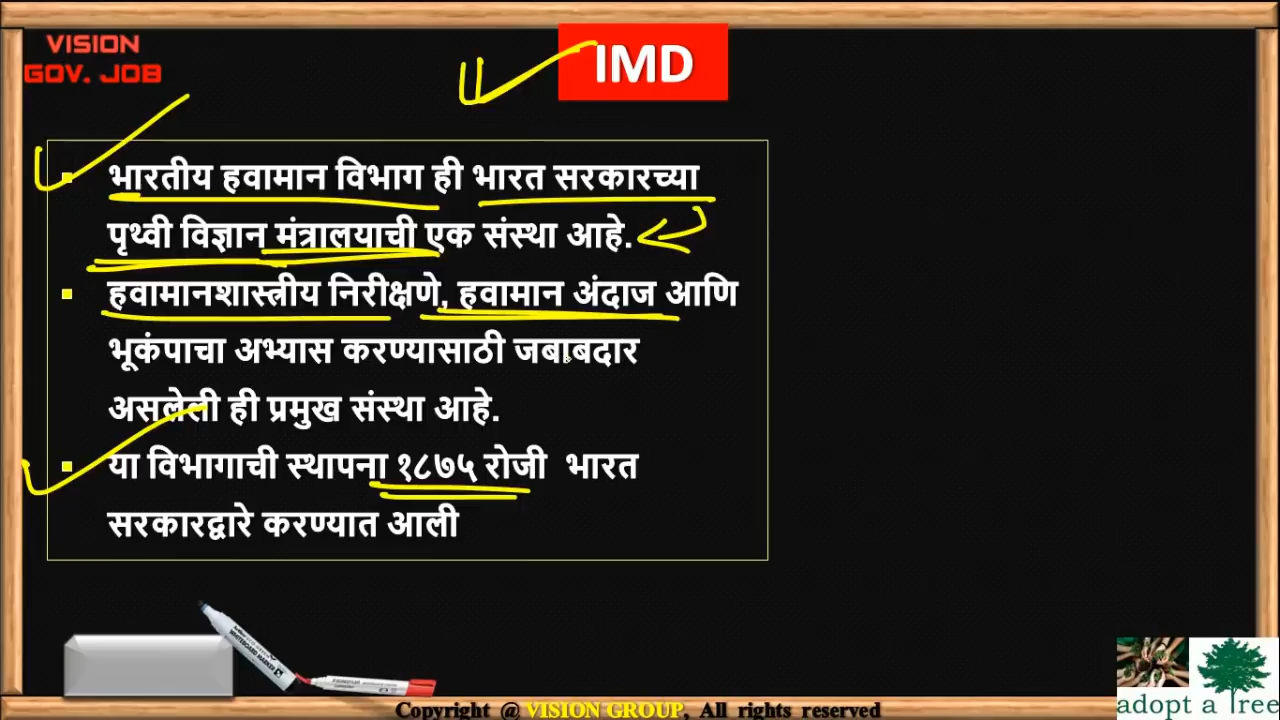 VISION
GOV. JOB
IMD
भारतीय हवामान विभाग ही भारत सरकारच्या
पृथ्वी विज्ञान मंत्रालयाची एक संस्था आहे.
हवामानशास्त्रीय निरीक्षणे, हवामान अंदाज आणि
भूकंपाचा अभ्यास करण्यासाठी जबाबदार
असलेली ही प्रमुख संस्था आहे.
या विभागाची स्थापना १८७५ रोजी भारत
सरकारद्वारे करण्यात आली
WHITEBOARD MARKER
adopt a Tree
Copyright @ VISION GROUP, All rights reserved